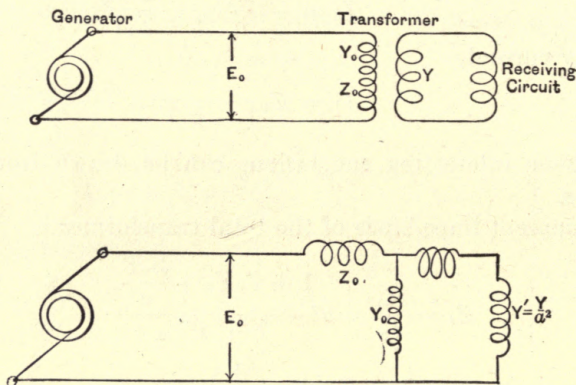 Generator
Transformer
E₀
Y₀
Z₀
Y
Receiving
Circuit
Z₀
E₀
Y₀
Y'=Y/a²